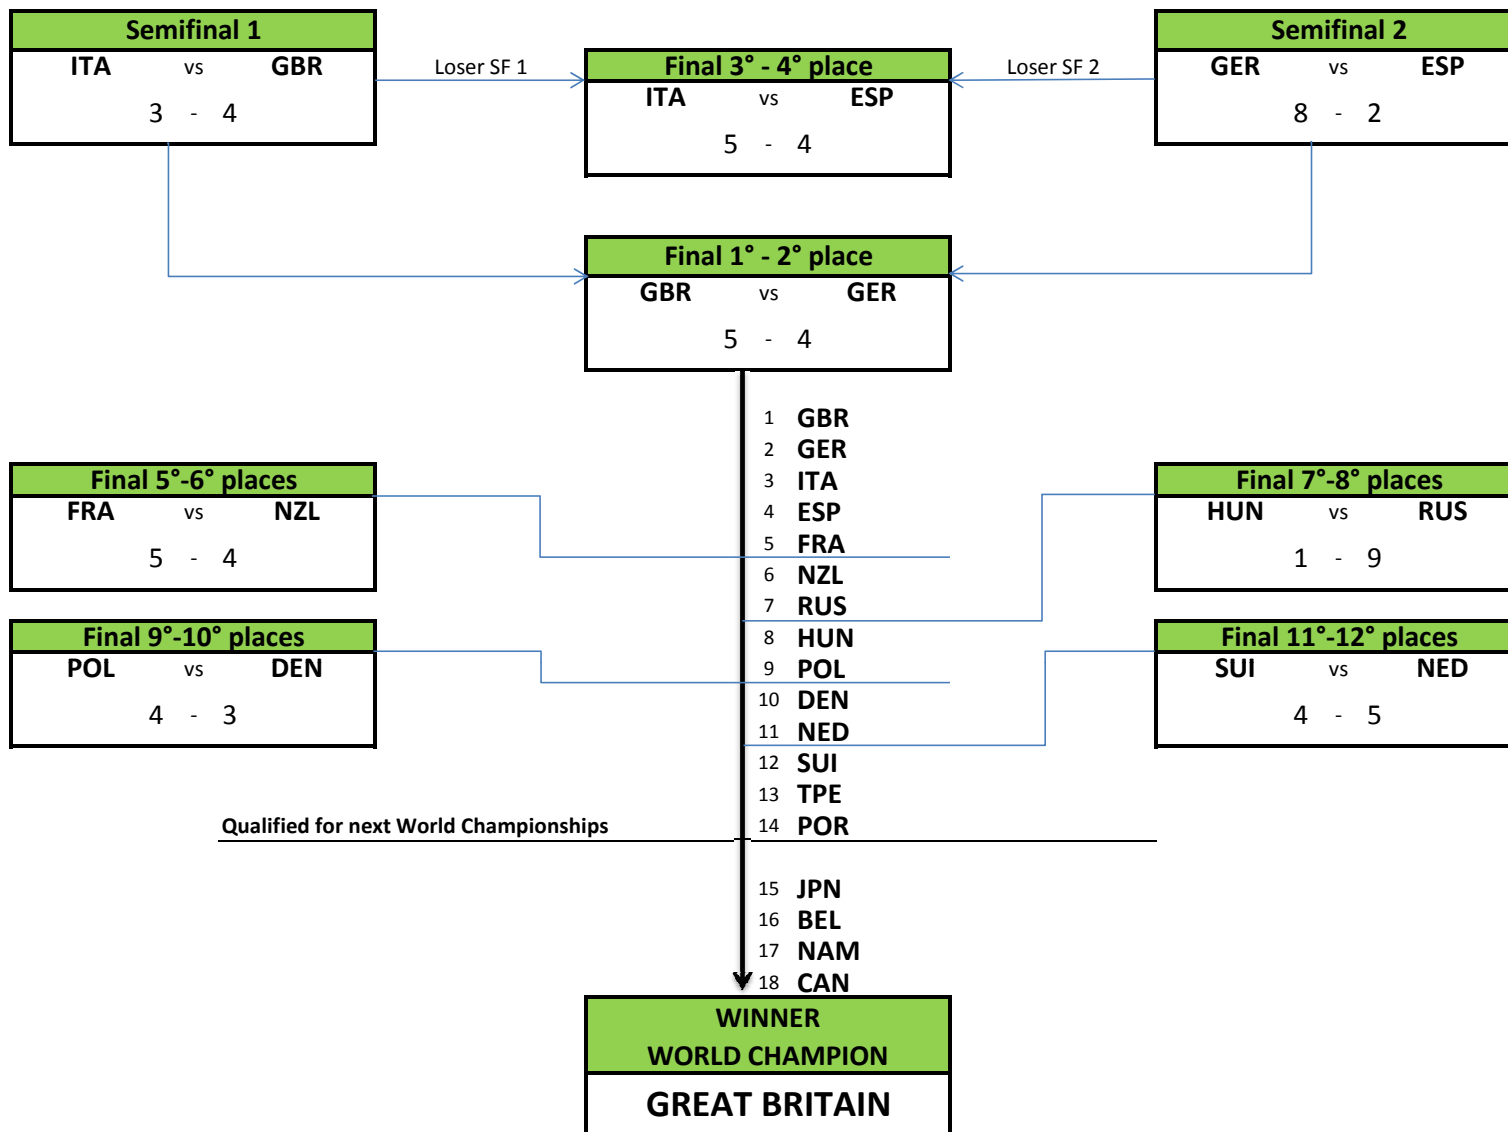 Semifinal 1
ITA vs GBR
3 - 4
Loser SF 1
Final 3° - 4° place
ITA vs ESP
5 - 4
Loser SF 2
Semifinal 2
GER vs ESP
8 - 2
Final 1° - 2° place
GBR vs GER
5 - 4
1 GBR
2 GER
3 ITA
4 ESP
5 FRA
6 NZL
7 RUS
8 HUN
9 POL
10 DEN
11 NED
12 SUI
13 TPE
14 POR
Final 5°-6° places
FRA vs NZL
5 - 4
Final 7°-8° places
HUN vs RUS
1 - 9
Final 9°-10° places
POL vs DEN
4 - 3
Final 11°-12° places
SUI vs NED
4 - 5
Qualified for next World Championships
15 JPN
16 BEL
17 NAM
18 CAN
WINNER
WORLD CHAMPION
GREAT BRITAIN